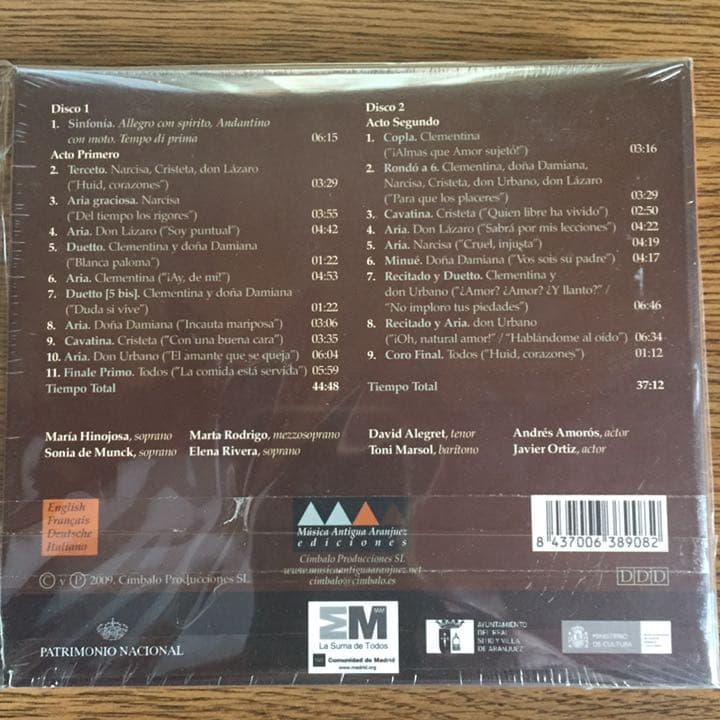 Disco 1
1. Sinfonía. Allegro con spirito, Andantino
con moto. Tempo di prima 06:15
Acto Primero
2. Terceto. Narcisa, Cristeta, don Lázaro
("Huid, corazones") 03:29
3. Aria graciosa. Narcisa
("Del tiempo los rigores") 03:55
4. Aria. Don Lázaro ("Soy puntual") 04:42
5. Duetto. Clementina y doña Damiana
("Blanca paloma") 01:22
6. Aria. Clementina ("¡Ay, de mí!") 04:53
7. Duetto [5 bis]. Clementina y doña Damiana
("Duda si vive") 01:22
8. Aria. Doña Damiana ("Incauta mariposa") 03:06
9. Cavatina. Cristeta ("Con una buena cara") 03:35
10. Aria. Don Urbano ("El amante que se queja") 06:04
11. Finale Primo. Todos ("La comida está servida") 05:59
Tiempo Total 44:48
Disco 2
Acto Segundo
1. Copla. Clementina
("¡Almas que Amor sujetó!") 03:16
2. Rondó a 6. Clementina, doña Damiana,
Narcisa, Cristeta, don Urbano, don Lázaro
("Para que los placeres") 03:29
3. Cavatina. Cristeta ("Quien libre ha vivido") 02:50
4. Aria. Don Lázaro ("Sabrá por mis lecciones") 04:22
5. Aria. Narcisa ("Cruel, injusta") 04:19
6. Minué. Doña Damiana ("Vos sois su padre") 04:17
7. Recitado y Duetto. Clementina y
don Urbano ("¿Amor? ¿Amor? ¿Y llanto?" /
"No imploro tus piedades") 06:46
8. Recitado y Aria. don Urbano
("¡Oh, natural amor!" / "Hablándome al oído") 06:34
9. Coro Final. Todos ("Huid, corazones") 01:12
Tiempo Total 37:12
María Hinojosa, soprano Marta Rodrigo, mezzosoprano David Alegret, tenor Andrés Amorós, actor
Sonia de Munck, soprano Elena Rivera, soprano Toni Marsol, barítono Javier Ortiz, actor
English
Français
Deutsche
Italiano
Música Antigua Aranjuez
ediciones
Címbalo Producciones SL
www.musicaantiguaaranjuez.net
cimbalo@cimbalo.es
8 437006 389082
© y ℗ 2009. Címbalo Producciones SL
DDD
PATRIMONIO NACIONAL
M
La Suma de Todos
Comunidad de Madrid
www.madrid.org
AYUNTAMIENTO
DEL REAL
SITIO Y VILLA
DE ARANJUEZ
MINISTERIO
DE CULTURA